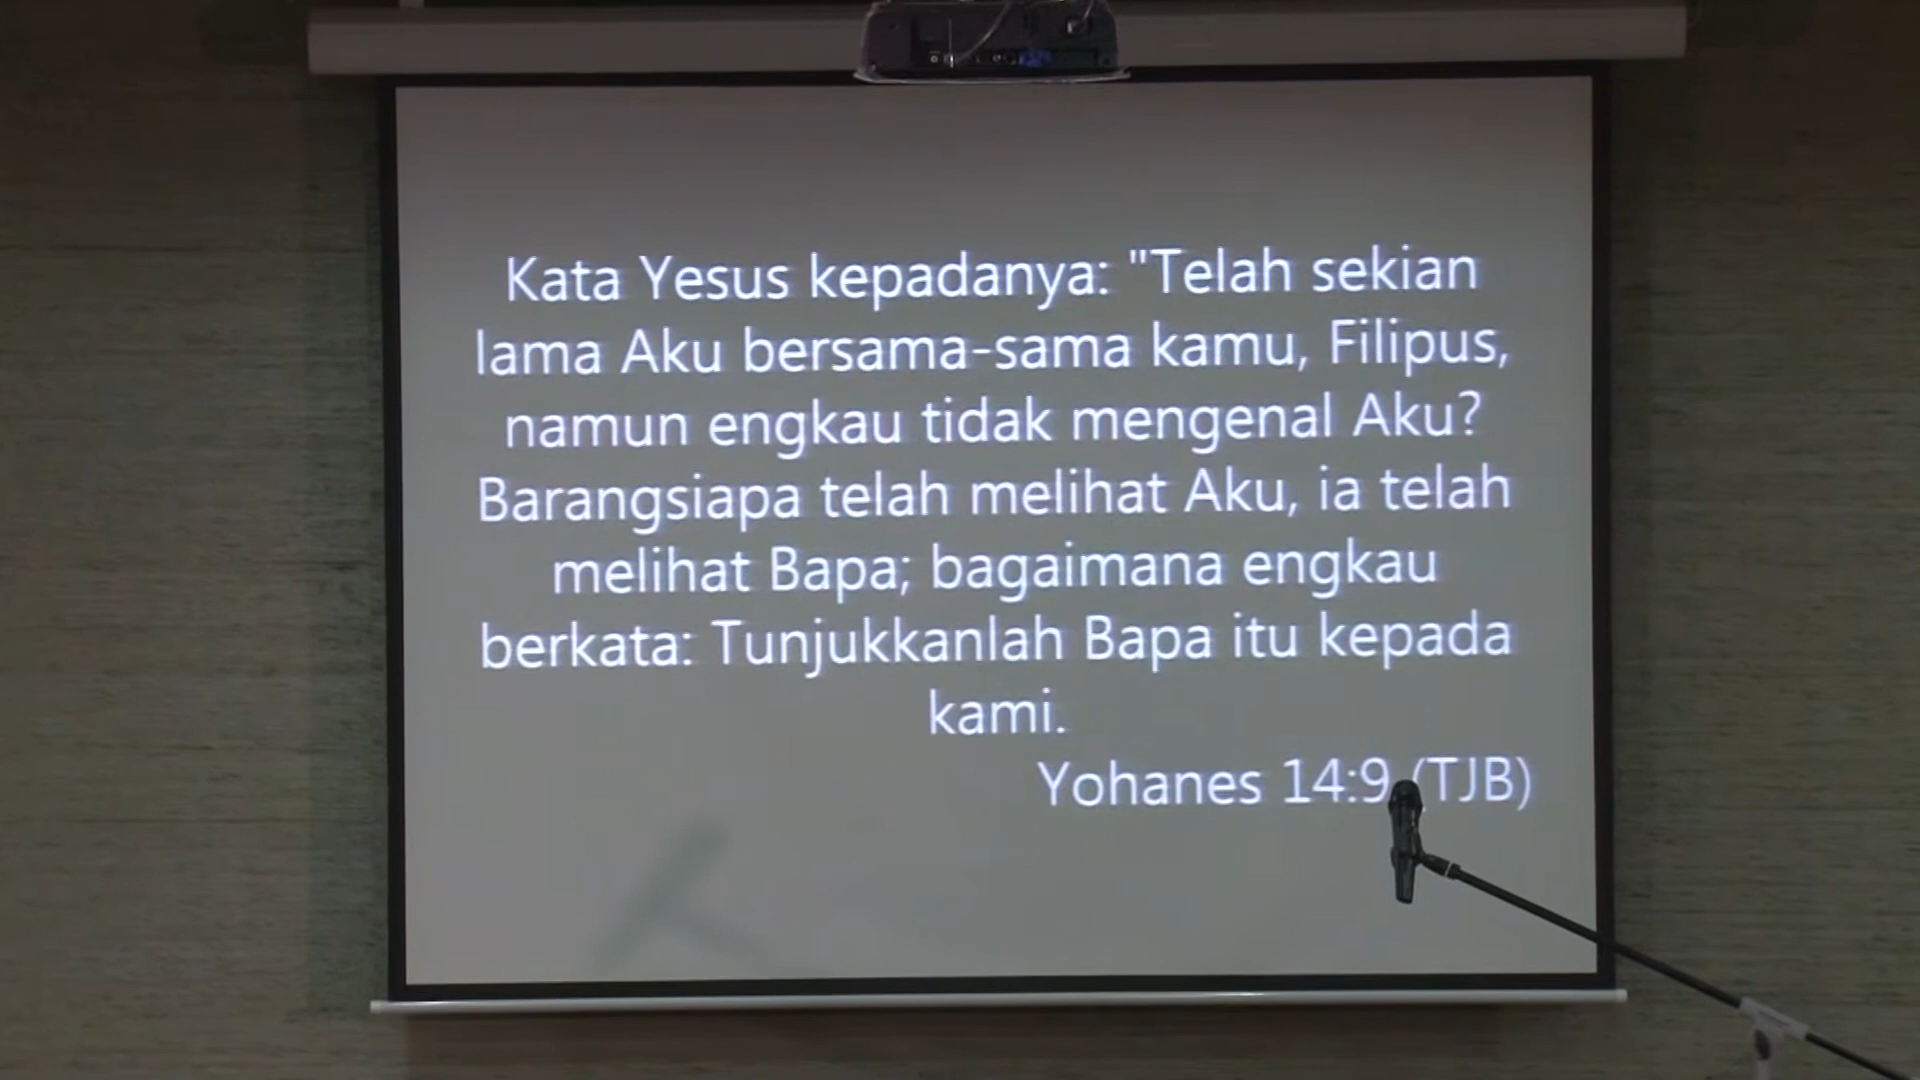 Kata Yesus kepadanya: "Telah sekian
lama Aku bersama-sama kamu, Filipus,
namun engkau tidak mengenal Aku?
Barangsiapa telah melihat Aku, ia telah
melihat Bapa; bagaimana engkau
berkata: Tunjukkanlah Bapa itu kepada
kami.
Yohanes 14:9 (TJB)